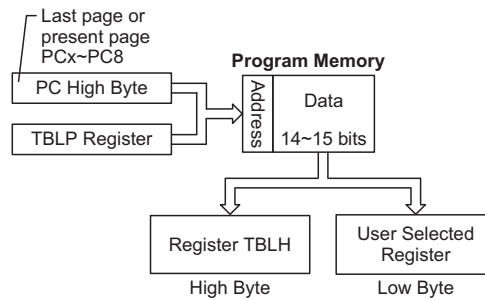 Last page or
present page
PCx~PC8
Program Memory
PC High Byte
TBLP Register
Address
Data
14~15 bits
Register TBLH
User Selected
Register
High Byte
Low Byte